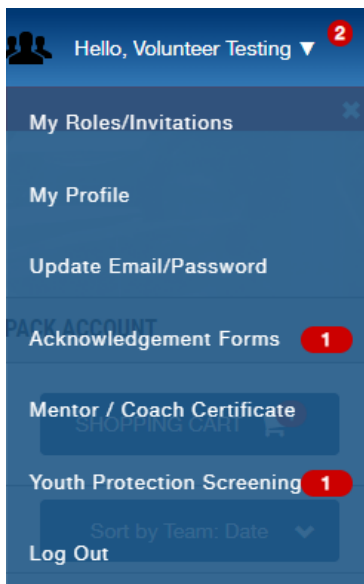 Hello, Volunteer Testing ▼ 2
My Roles/Invitations
My Profile
Update Email/Password
PACK ACCOUNT
Acknowledgement Forms 1
Mentor / Coach Certificate
SHOPPING CART
Youth Protection Screening 1
Sort by Team: Date
Log Out